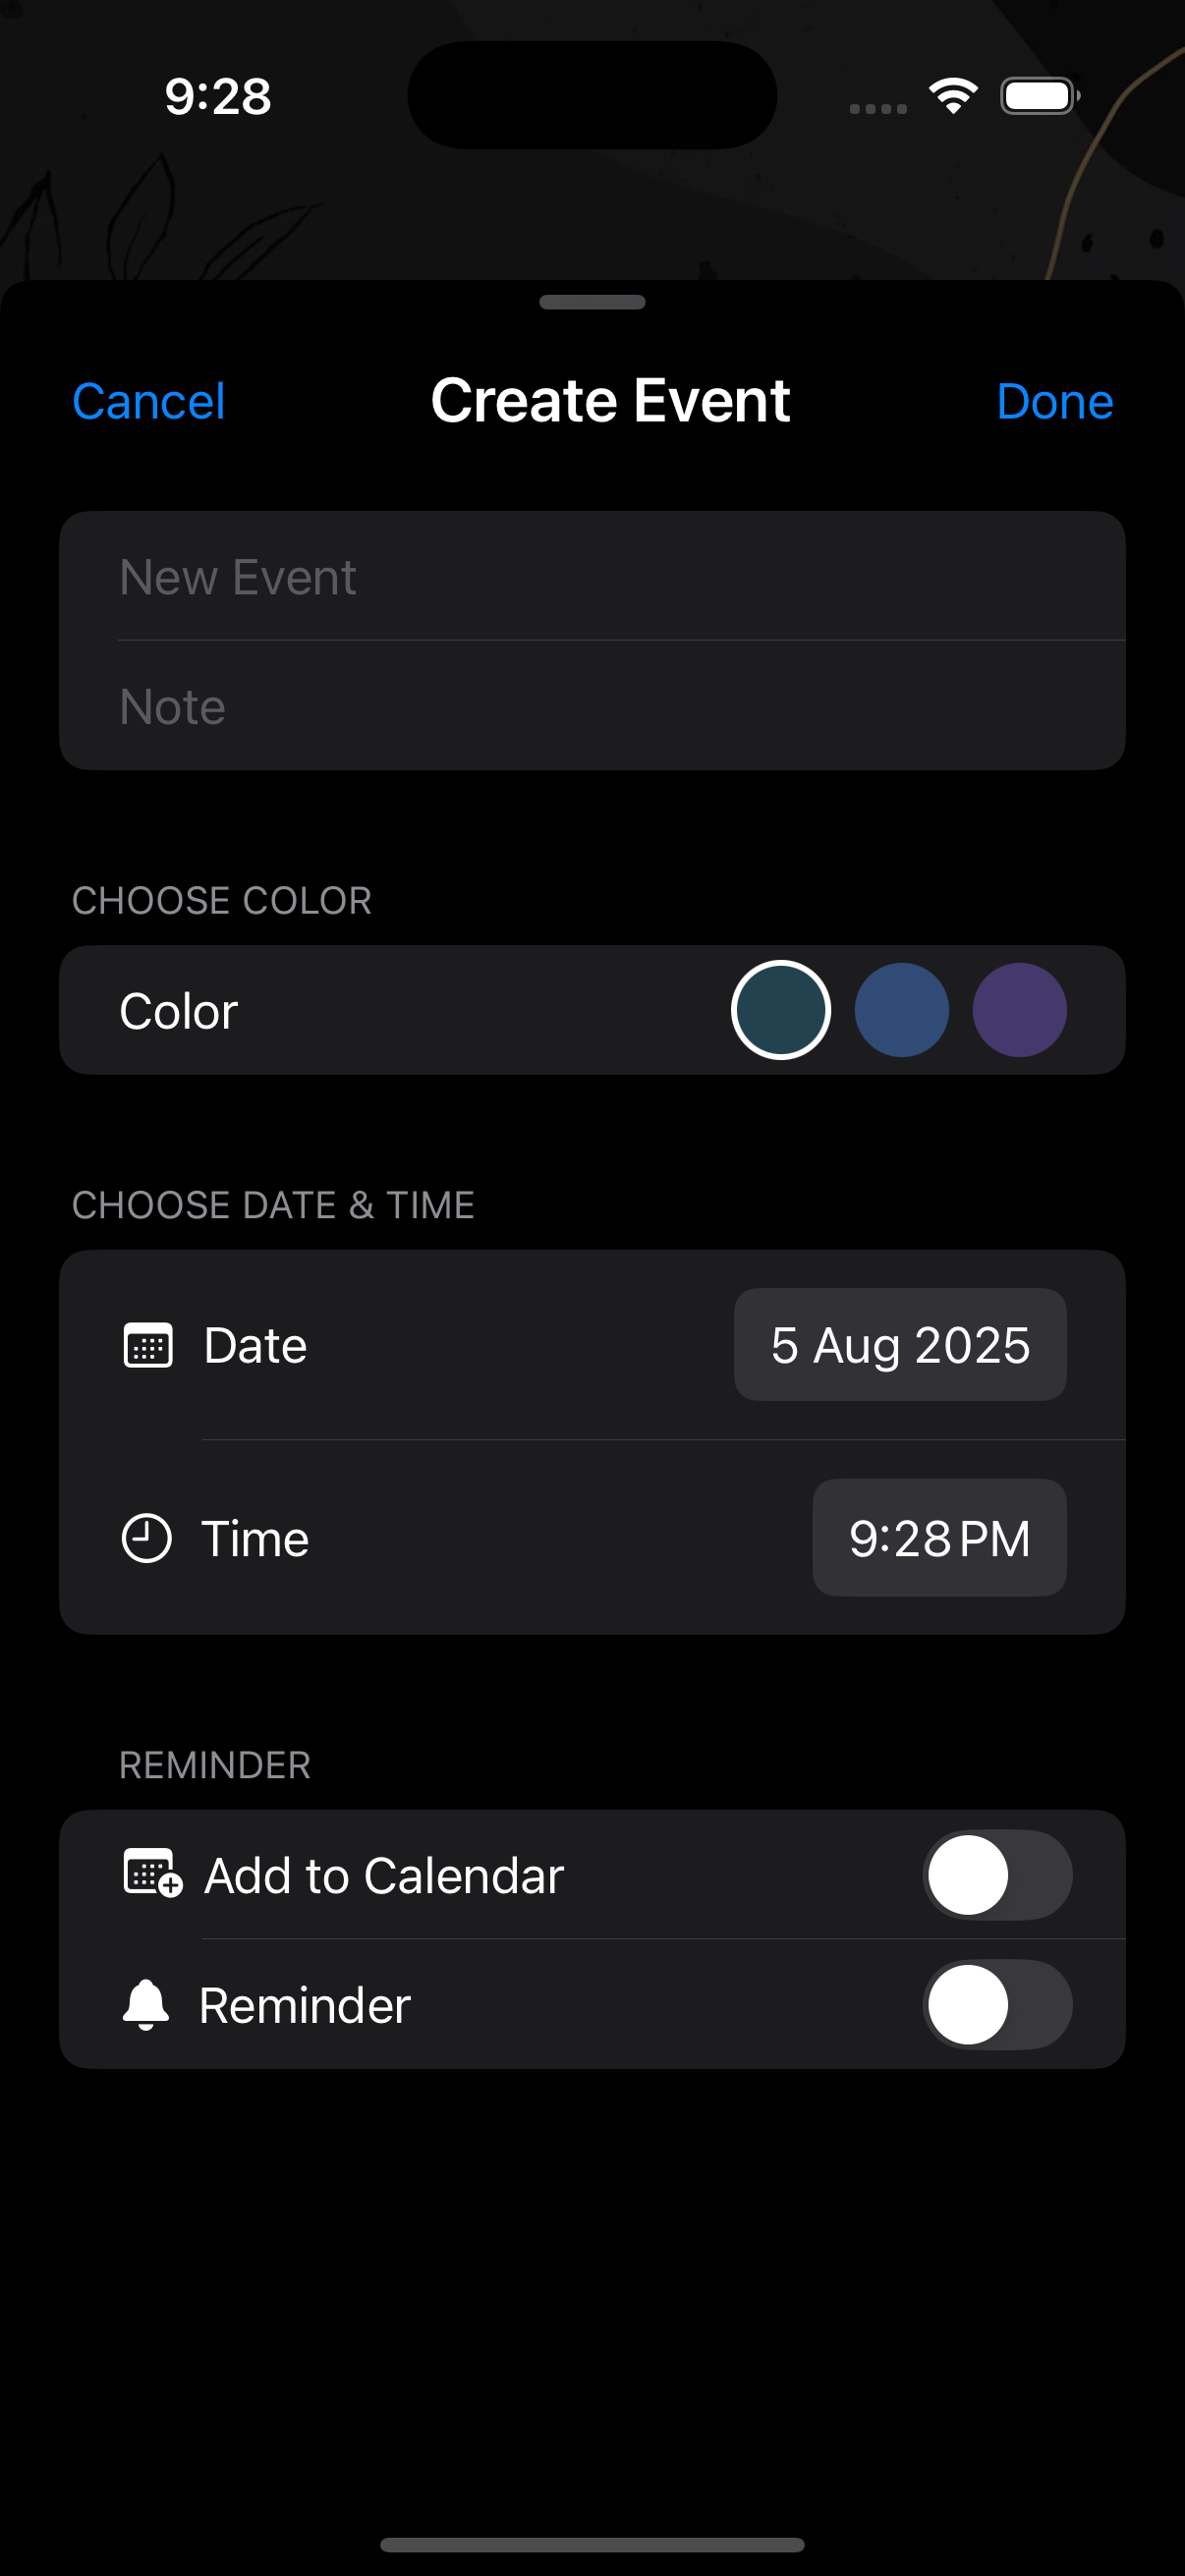 9:28
Cancel Create Event Done
New Event
Note
CHOOSE COLOR
Color
CHOOSE DATE & TIME
Date 5 Aug 2025
Time 9:28 PM
REMINDER
Add to Calendar
Reminder